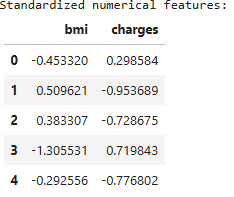 Standardized numerical features:
bmi charges
0 -0.453320 0.298584
1 0.509621 -0.953689
2 0.383307 -0.728675
3 -1.305531 0.719843
4 -0.292556 -0.776802